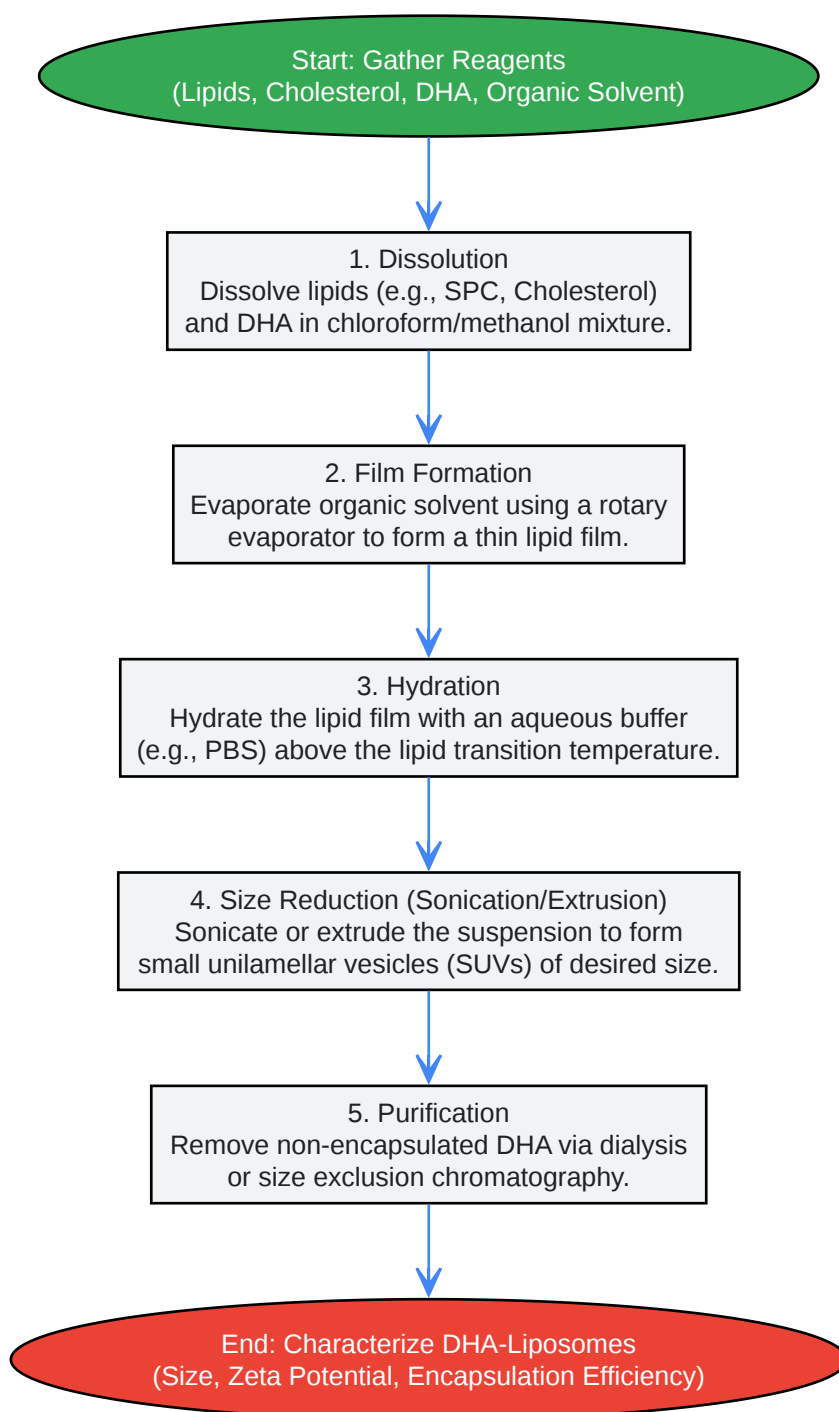 Start: Gather Reagents
(Lipids, Cholesterol, DHA, Organic Solvent)
1. Dissolution
Dissolve lipids (e.g., SPC, Cholesterol)
and DHA in chloroform/methanol mixture.
2. Film Formation
Evaporate organic solvent using a rotary
evaporator to form a thin lipid film.
3. Hydration
Hydrate the lipid film with an aqueous buffer
(e.g., PBS) above the lipid transition temperature.
4. Size Reduction (Sonication/Extrusion)
Sonicate or extrude the suspension to form
small unilamellar vesicles (SUVs) of desired size.
5. Purification
Remove non-encapsulated DHA via dialysis
or size exclusion chromatography.
End: Characterize DHA-Liposomes
(Size, Zeta Potential, Encapsulation Efficiency)